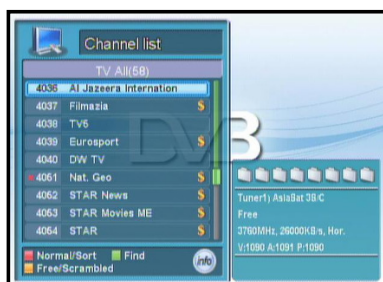 Channel list
TV All(58)
4036 Al Jazeera Internation
4037 Filmazia $
4038 TV5
4039 Eurosport $
4040 DW TV
4061 Nat. Geo $
4062 STAR News $
4063 STAR Movies ME $
4064 STAR $
Normal/Sort Find
Free/Scrambled
info
DVB
Tuner1) AsiaSat 3S/C
Free
3760MHz, 26000KB/s, Hor.
V:1090 A:1091 P:1090